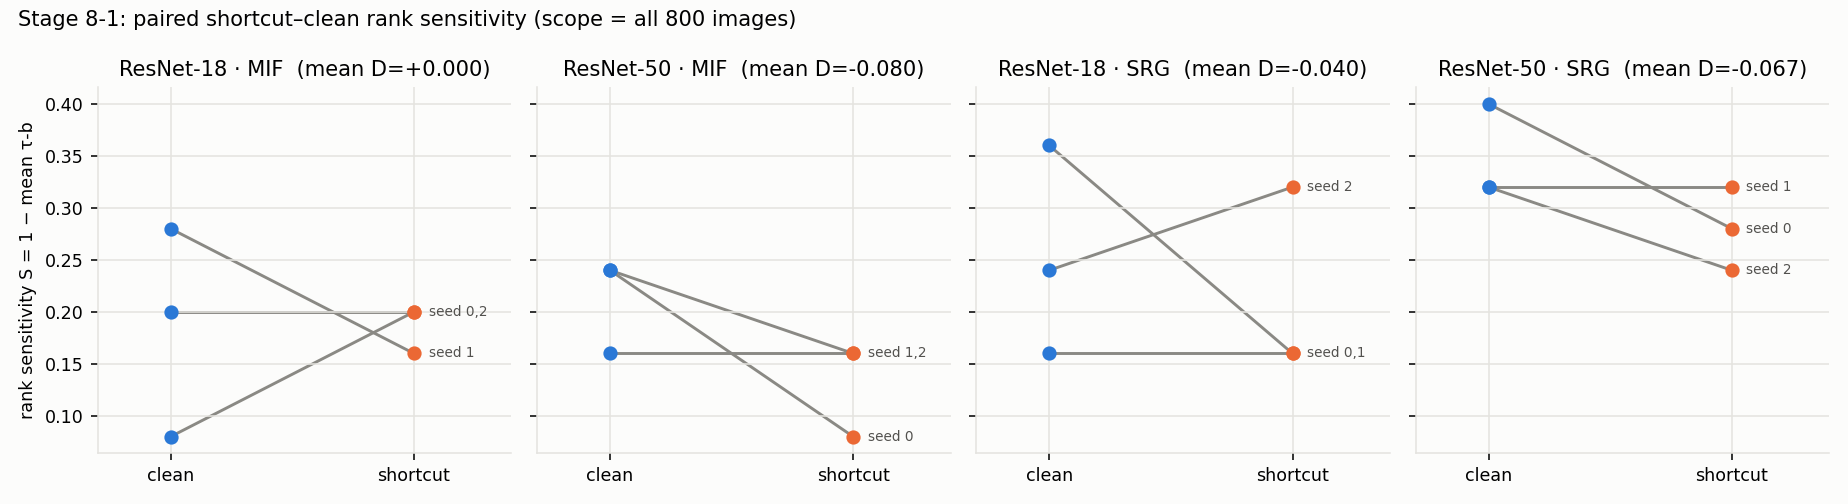 Stage 8-1: paired shortcut–clean rank sensitivity (scope = all 800 images)
ResNet-18 · MIF  (mean D=+0.000)
ResNet-50 · MIF  (mean D=-0.080)
ResNet-18 · SRG  (mean D=-0.040)
ResNet-50 · SRG  (mean D=-0.067)
rank sensitivity S = 1 − mean τ-b
0.40
0.35
0.30
0.25
0.20
0.15
0.10
seed 0,2
seed 1
clean
shortcut
seed 1,2
seed 0
clean
shortcut
seed 2
seed 0,1
clean
shortcut
seed 1
seed 0
seed 2
clean
shortcut